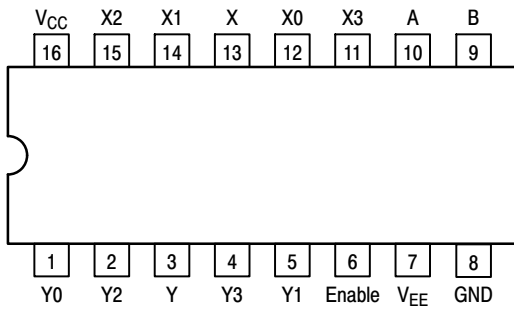 VCC X2 X1 X X0 X3 A B
16 15 14 13 12 11 10 9
1 2 3 4 5 6 7 8
Y0 Y2 Y Y3 Y1 Enable VEE GND